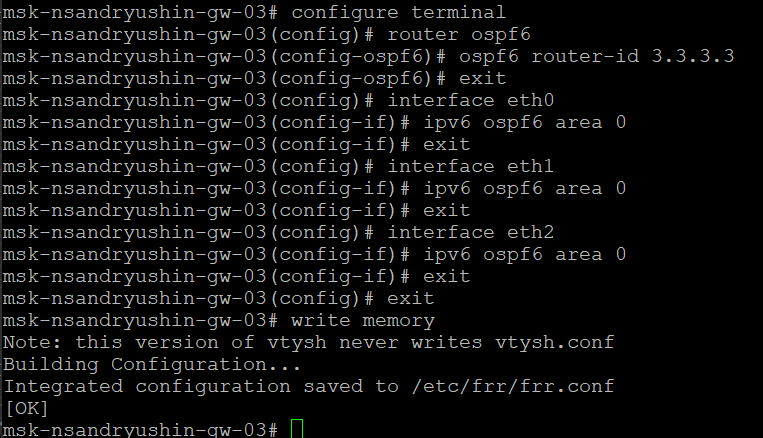 msk-nsandryushin-gw-03# configure terminal
msk-nsandryushin-gw-03(config)# router ospf6
msk-nsandryushin-gw-03(config-ospf6)# ospf6 router-id 3.3.3.3
msk-nsandryushin-gw-03(config-ospf6)# exit
msk-nsandryushin-gw-03(config)# interface eth0
msk-nsandryushin-gw-03(config-if)# ipv6 ospf6 area 0
msk-nsandryushin-gw-03(config-if)# exit
msk-nsandryushin-gw-03(config)# interface eth1
msk-nsandryushin-gw-03(config-if)# ipv6 ospf6 area 0
msk-nsandryushin-gw-03(config-if)# exit
msk-nsandryushin-gw-03(config)# interface eth2
msk-nsandryushin-gw-03(config-if)# ipv6 ospf6 area 0
msk-nsandryushin-gw-03(config-if)# exit
msk-nsandryushin-gw-03(config)# exit
msk-nsandryushin-gw-03# write memory
Note: this version of vtysh never writes vtysh.conf
Building Configuration...
Integrated configuration saved to /etc/frr/frr.conf
[OK]
msk-nsandryushin-gw-03#